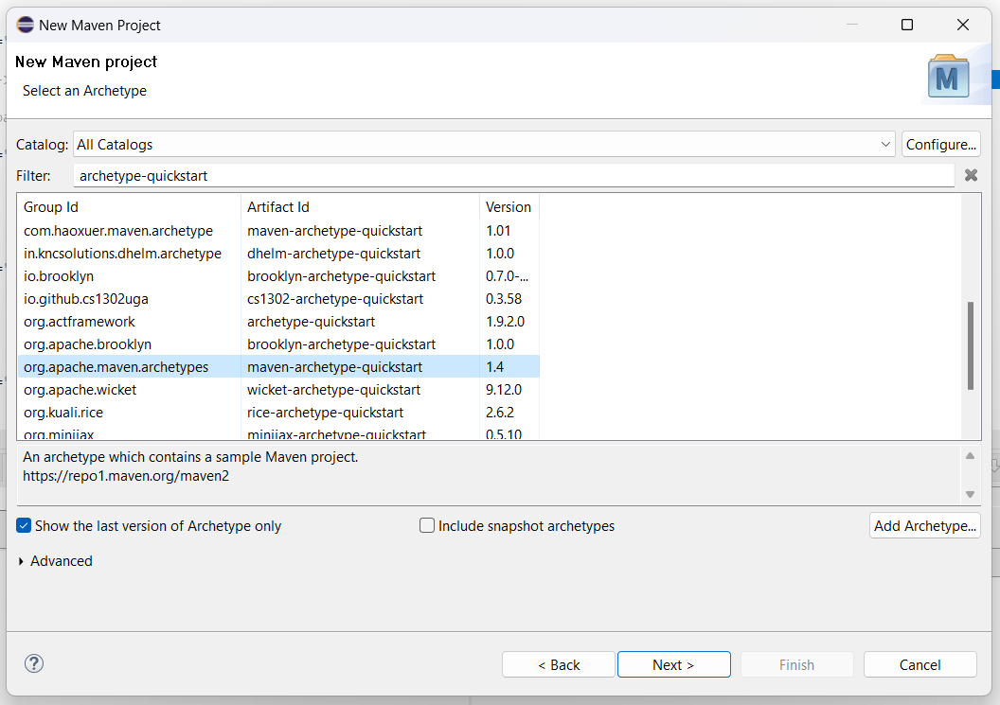 New Maven Project
New Maven project
Select an Archetype
M
Catalog: All Catalogs Configure...
Filter: archetype-quickstart
Group Id Artifact Id Version
com.haoxuer.maven.archetype maven-archetype-quickstart 1.01
in.kncsolutions.dhelm.archetype dhelm-archetype-quickstart 1.0.0
io.brooklyn brooklyn-archetype-quickstart 0.7.0-...
io.github.cs1302uga cs1302-archetype-quickstart 0.3.58
org.actframework archetype-quickstart 1.9.2.0
org.apache.brooklyn brooklyn-archetype-quickstart 1.0.0
org.apache.maven.archetypes maven-archetype-quickstart 1.4
org.apache.wicket wicket-archetype-quickstart 9.12.0
org.kuali.rice rice-archetype-quickstart 2.6.2
org.minijax minijax-archetype-quickstart 0.5.10
An archetype which contains a sample Maven project.
https://repo1.maven.org/maven2
Show the last version of Archetype only Include snapshot archetypes Add Archetype...
Advanced
? < Back Next > Finish Cancel